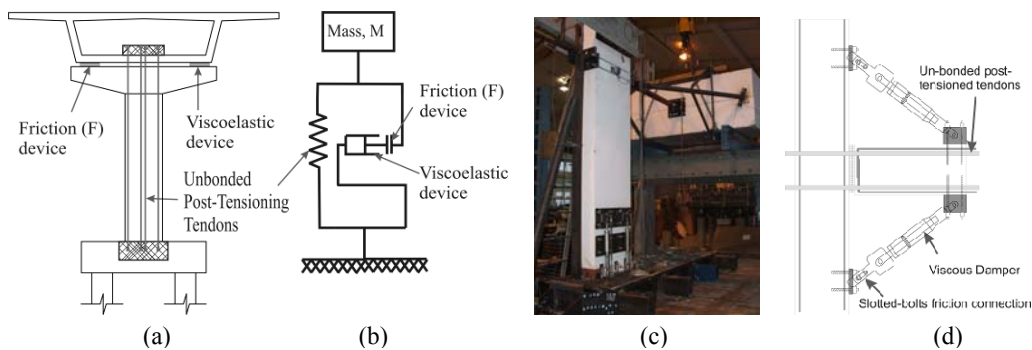 Friction (F)
device
Viscoelastic
device
(a)
Mass, M
Friction (F)
device
Viscoelastic
device
Unbonded
Post-Tensioning
Tendons
(b)
(c)
Un-bonded post-
tensioned tendons
Viscous Damper
Slotted-bolts friction connection
(d)